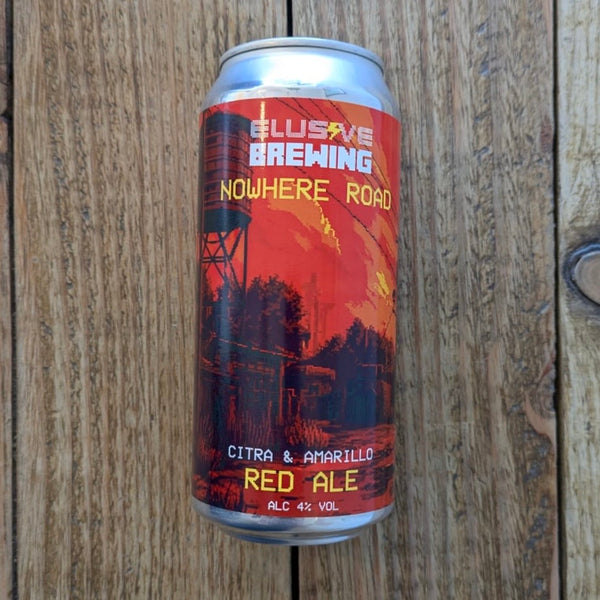 ELUSIVE
BREWING
NOWHERE ROAD
CITRA & AMARILLO
RED ALE
ALC 4% VOL